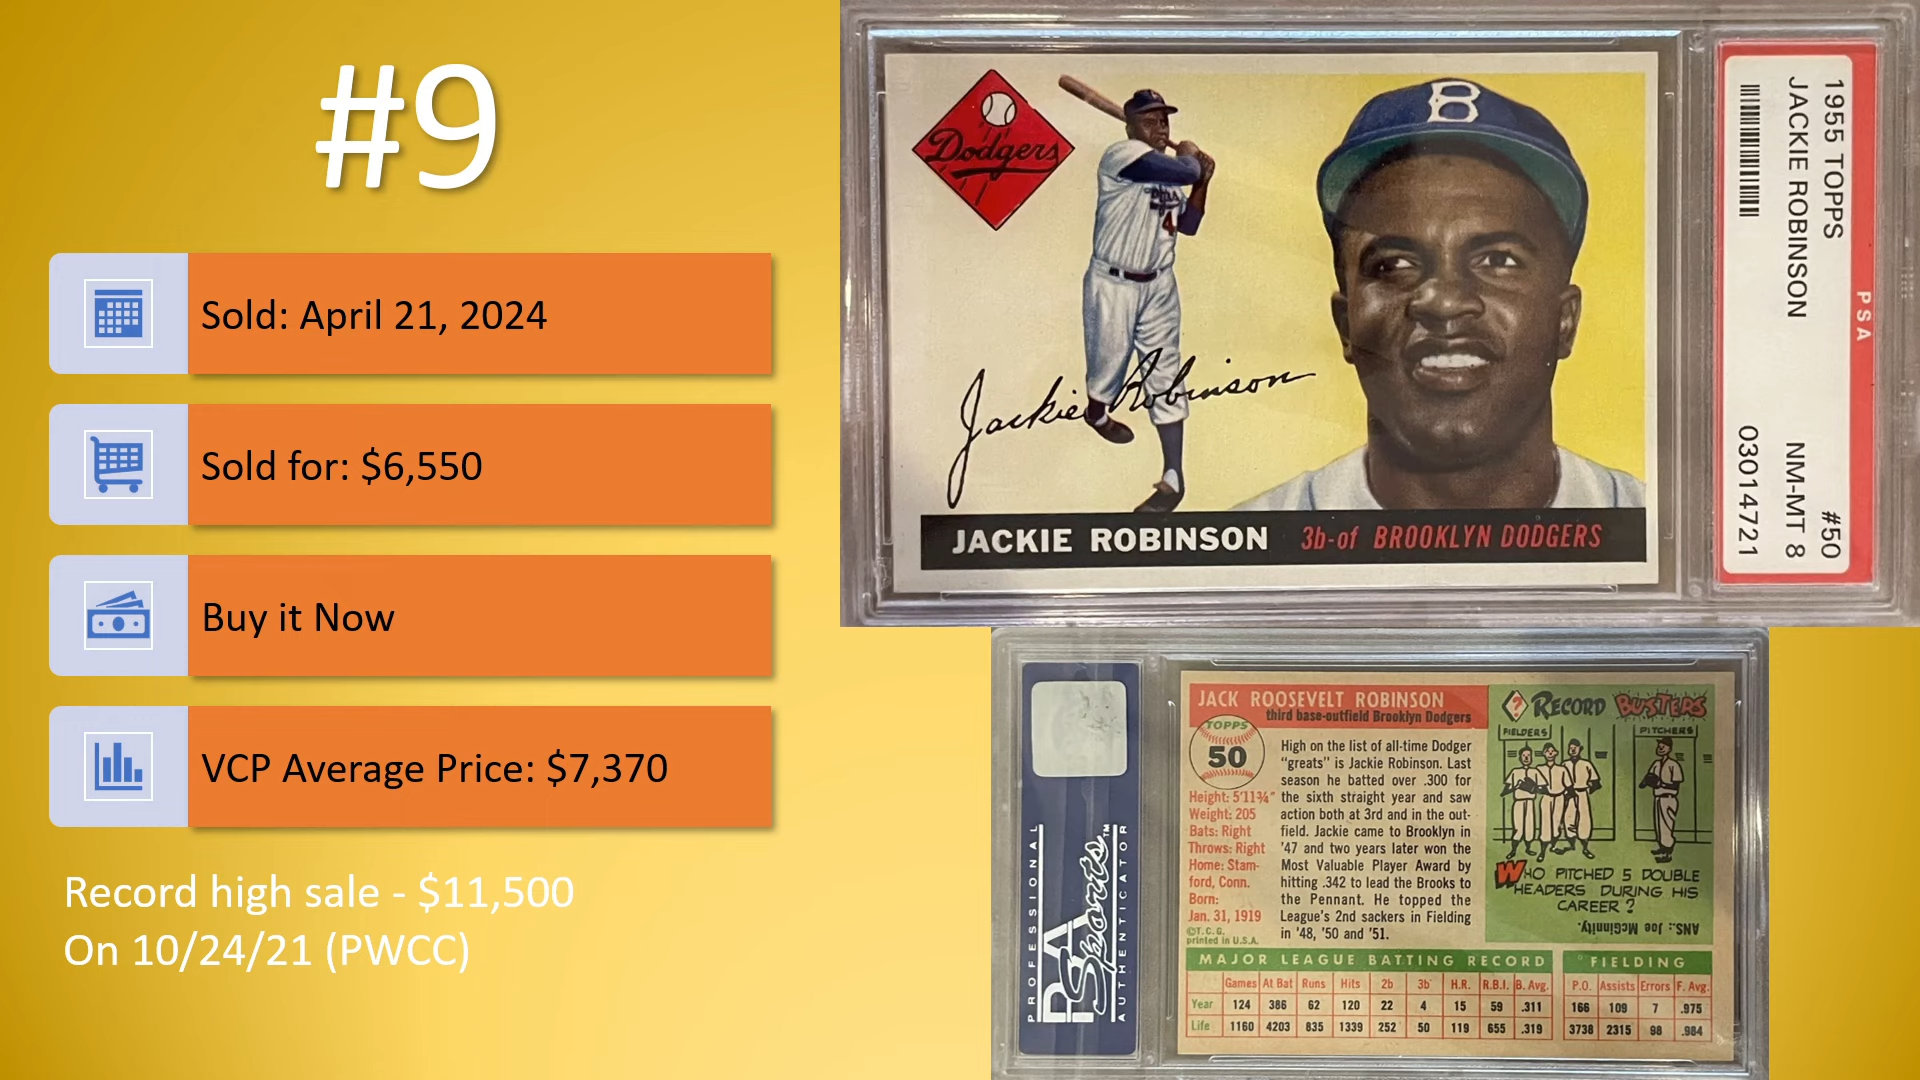 #9
Sold: April 21, 2024
Sold for: $6,550
Buy it Now
VCP Average Price: $7,370
Record high sale - $11,500
On 10/24/21 (PWCC)
Dodgers
B
4
Jackie Robinson
JACKIE ROBINSON 3b-of BROOKLYN DODGERS
PSA
1955 TOPPS #50
JACKIE ROBINSON NM-MT 8
03014721
PROFESSIONAL
PSA Sports™
AUTHENTICATOR
JACK ROOSEVELT ROBINSON
third base-outfield Brooklyn Dodgers
TOPPS
50
Height: 5'11¾"
Weight: 205
Bats: Right
Throws: Right
Home: Stam-
ford, Conn.
Born:
Jan. 31, 1919
©T.C.G.
printed in U.S.A.
High on the list of all-time Dodger
"greats" is Jackie Robinson. Last
season he batted over .300 for
the sixth straight year and saw
action both at 3rd and in the out-
field. Jackie came to Brooklyn in
'47 and two years later won the
Most Valuable Player Award by
hitting .342 to lead the Brooks to
the Pennant. He topped the
League's 2nd sackers in Fielding
in '48, '50 and '51.
? RECORD BUSTERS
FIELDERS
PITCHERS
WHO PITCHED 5 DOUBLE
HEADERS DURING HIS
CAREER?
ANS.: Joe McGinnity.
MAJOR LEAGUE BATTING RECORD FIELDING
Games At Bat Runs Hits 2b 3b H.R. R.B.I. B. Avg. P.O. Assists Errors F. Avg.
Year 124 386 62 120 22 4 15 59 .311 166 109 7 .975
Life 1160 4203 835 1339 252 50 119 655 .319 3738 2315 98 .984